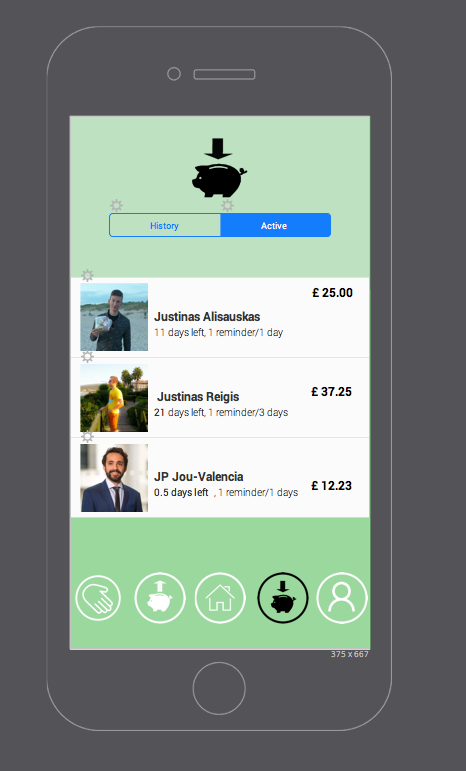 History
Active
£ 25.00
Justinas Alisauskas
11 days left, 1 reminder/1 day
£ 37.25
Justinas Reigis
21 days left, 1 reminder/3 days
JP Jou-Valencia
£ 12.23
0.5 days left , 1 reminder/1 days
375 x 667